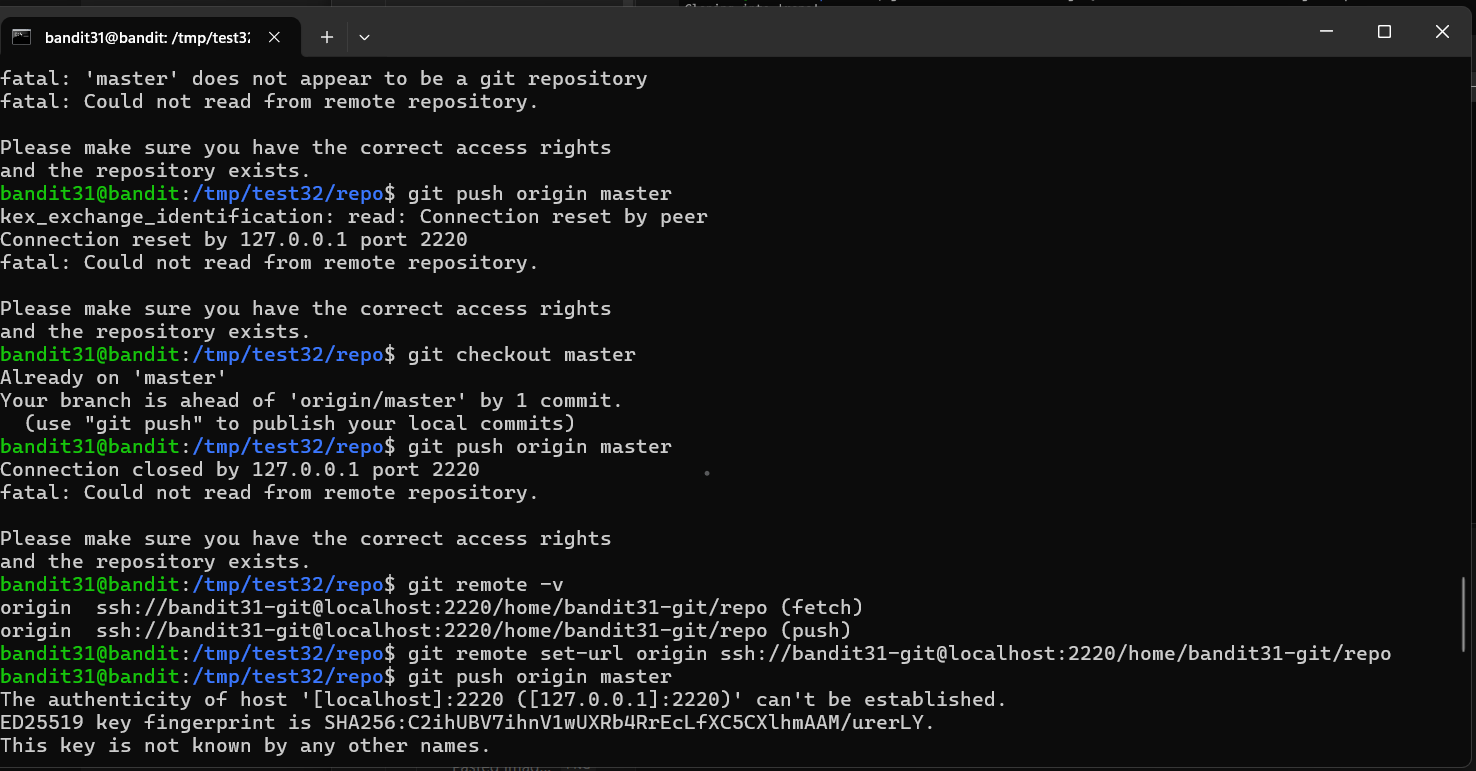 bandit31@bandit: /tmp/test32
fatal: 'master' does not appear to be a git repository
fatal: Could not read from remote repository.
Please make sure you have the correct access rights
and the repository exists.
bandit31@bandit:/tmp/test32/repo$ git push origin master
kex_exchange_identification: read: Connection reset by peer
Connection reset by 127.0.0.1 port 2220
fatal: Could not read from remote repository.
Please make sure you have the correct access rights
and the repository exists.
bandit31@bandit:/tmp/test32/repo$ git checkout master
Already on 'master'
Your branch is ahead of 'origin/master' by 1 commit.
  (use "git push" to publish your local commits)
bandit31@bandit:/tmp/test32/repo$ git push origin master
Connection closed by 127.0.0.1 port 2220
fatal: Could not read from remote repository.
Please make sure you have the correct access rights
and the repository exists.
bandit31@bandit:/tmp/test32/repo$ git remote -v
origin  ssh://bandit31-git@localhost:2220/home/bandit31-git/repo (fetch)
origin  ssh://bandit31-git@localhost:2220/home/bandit31-git/repo (push)
bandit31@bandit:/tmp/test32/repo$ git remote set-url origin ssh://bandit31-git@localhost:2220/home/bandit31-git/repo
bandit31@bandit:/tmp/test32/repo$ git push origin master
The authenticity of host '[localhost]:2220 ([127.0.0.1]:2220)' can't be established.
ED25519 key fingerprint is SHA256:C2ihUBV7ihnV1wUXRb4RrEcLfXC5CXlhmAAM/urerLY.
This key is not known by any other names.